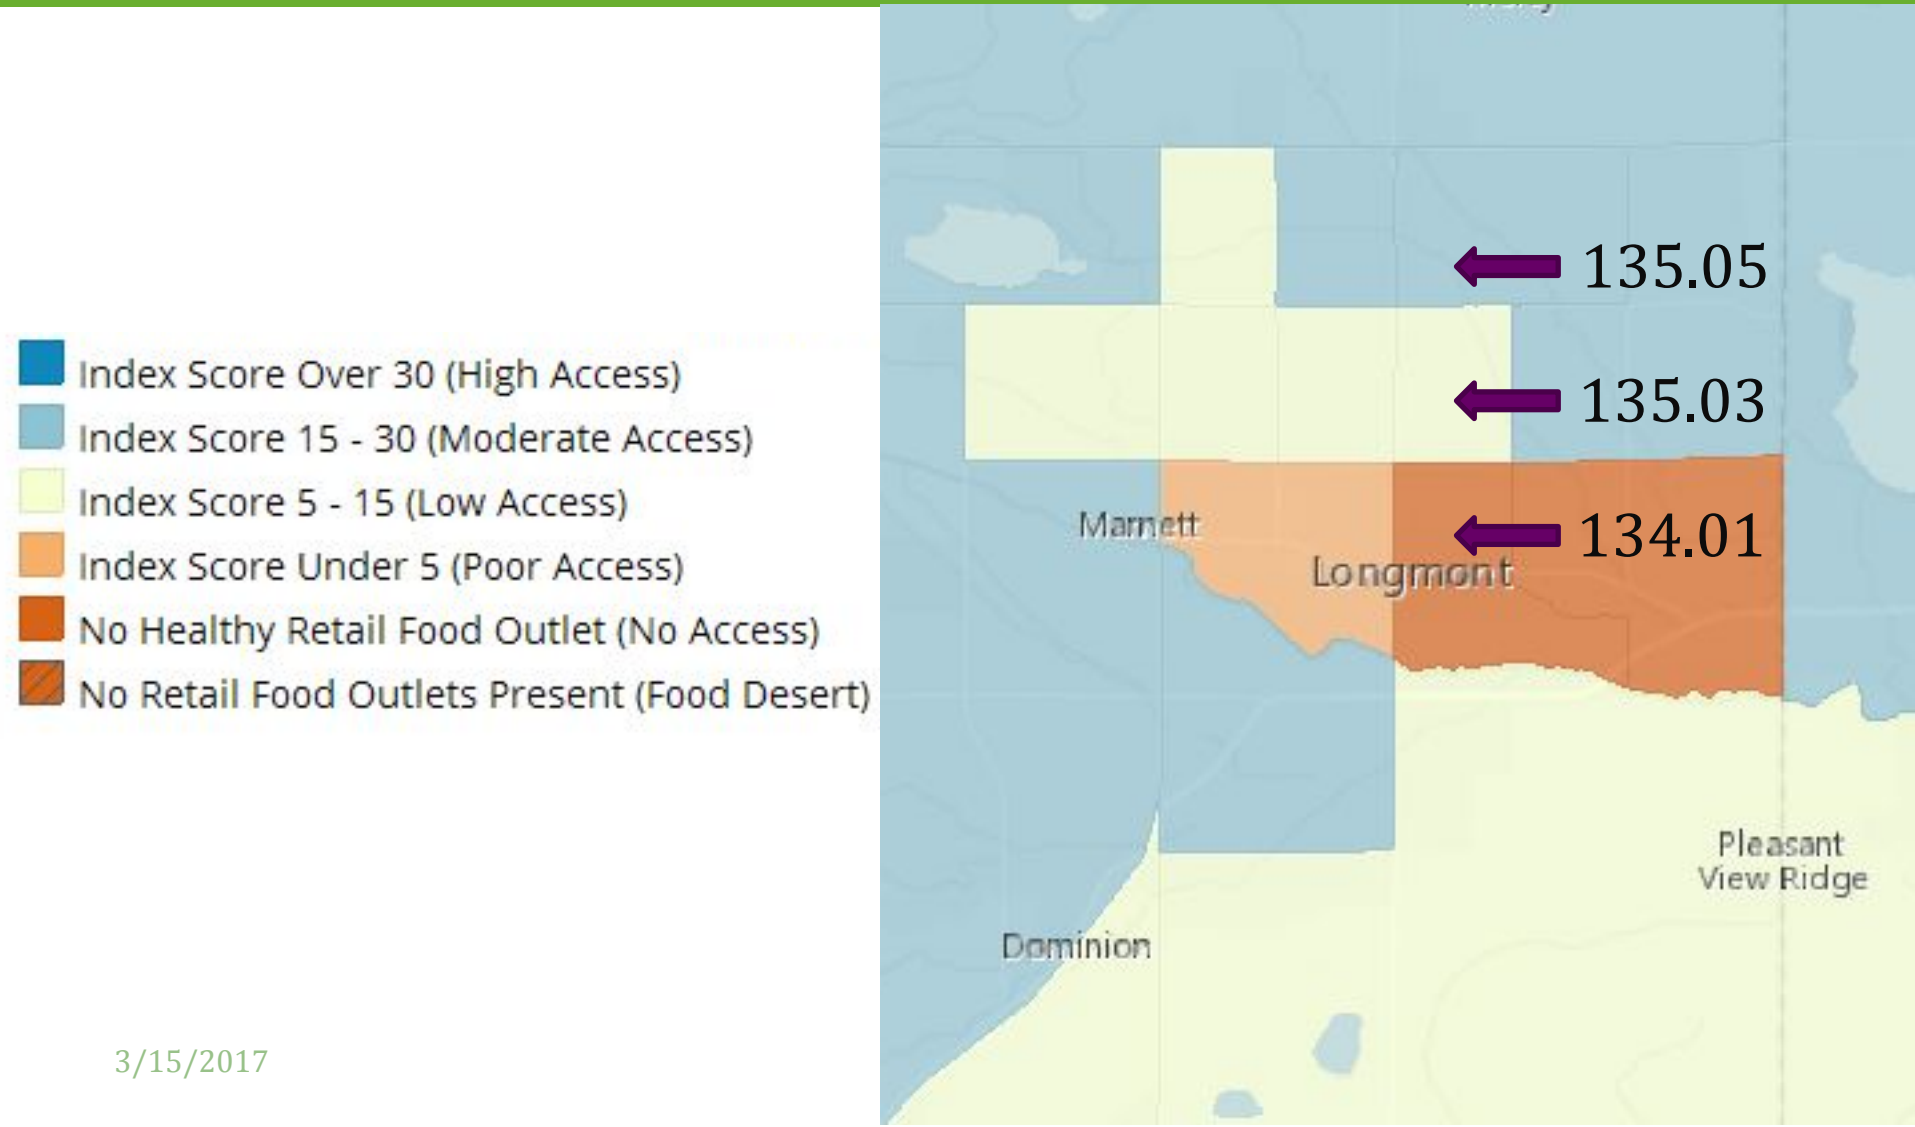 Index Score Over 30 (High Access)
Index Score 15 - 30 (Moderate Access)
Index Score 5 - 15 (Low Access)
Index Score Under 5 (Poor Access)
No Healthy Retail Food Outlet (No Access)
No Retail Food Outlets Present (Food Desert)
135.05
135.03
Marnett
134.01
Longmont
Pleasant
View Ridge
Dominion
3/15/2017